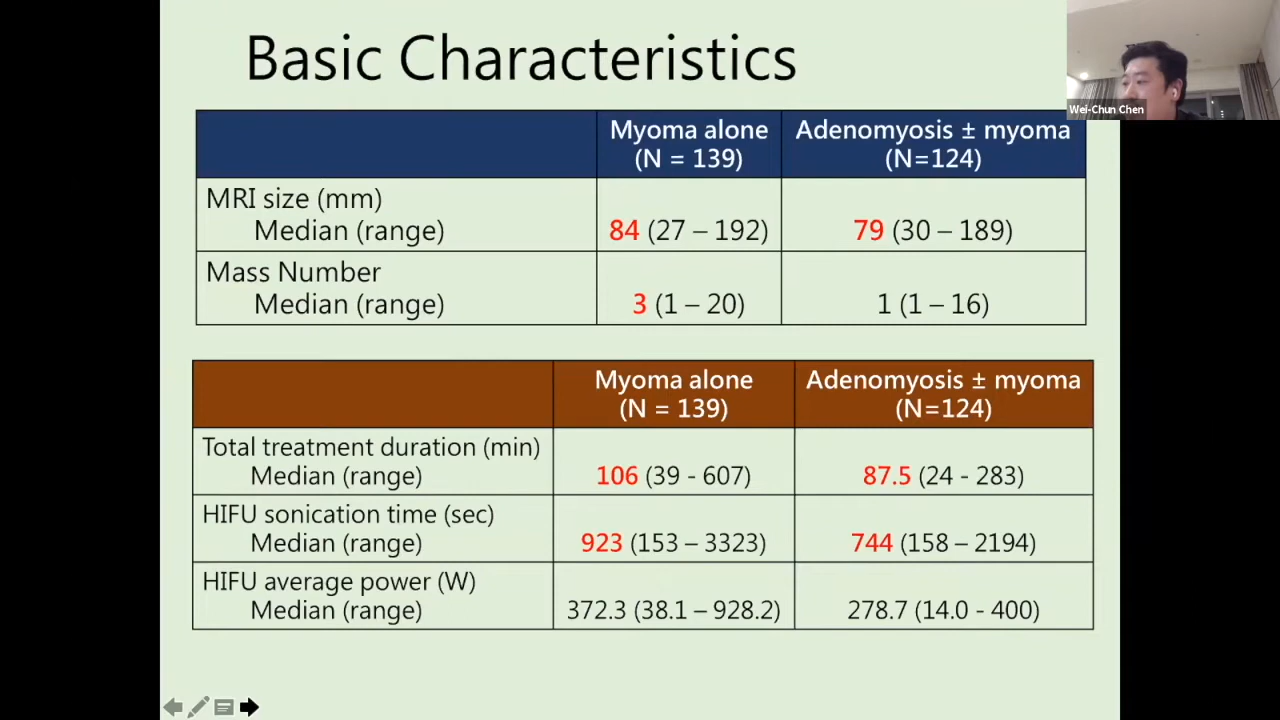 Basic Characteristics
Wei-Chun Chen
Myoma alone
(N = 139)
Adenomyosis ± myoma
(N=124)
MRI size (mm)
Median (range)
84 (27 – 192)
79 (30 – 189)
Mass Number
Median (range)
3 (1 – 20)
1 (1 – 16)
Myoma alone
(N = 139)
Adenomyosis ± myoma
(N=124)
Total treatment duration (min)
Median (range)
106 (39 - 607)
87.5 (24 - 283)
HIFU sonication time (sec)
Median (range)
923 (153 – 3323)
744 (158 – 2194)
HIFU average power (W)
Median (range)
372.3 (38.1 – 928.2)
278.7 (14.0 - 400)